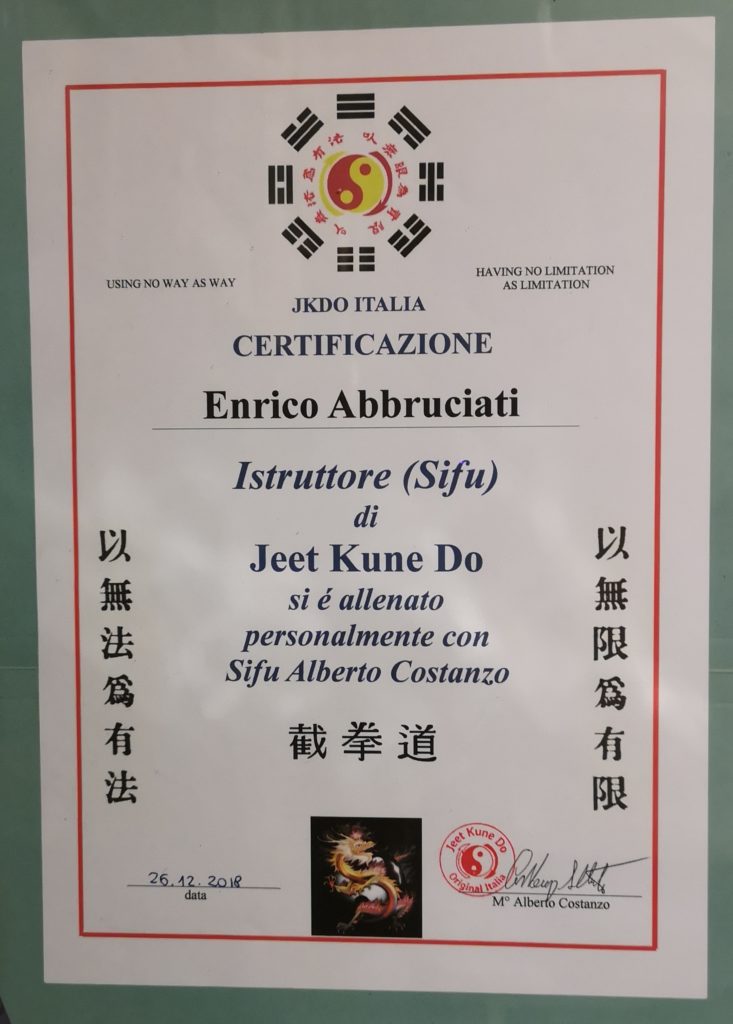 USING NO WAY AS WAY
HAVING NO LIMITATION
AS LIMITATION
JKDO ITALIA
CERTIFICAZIONE
Enrico Abbruciati
Istruttore (Sifu)
di
Jeet Kune Do
si é allenato
personalmente con
Sifu Alberto Costanzo
以無法爲有法
以無限爲有限
截拳道
26.12.2018
data
Jeet Kune Do
Original Italia
M° Alberto Costanzo